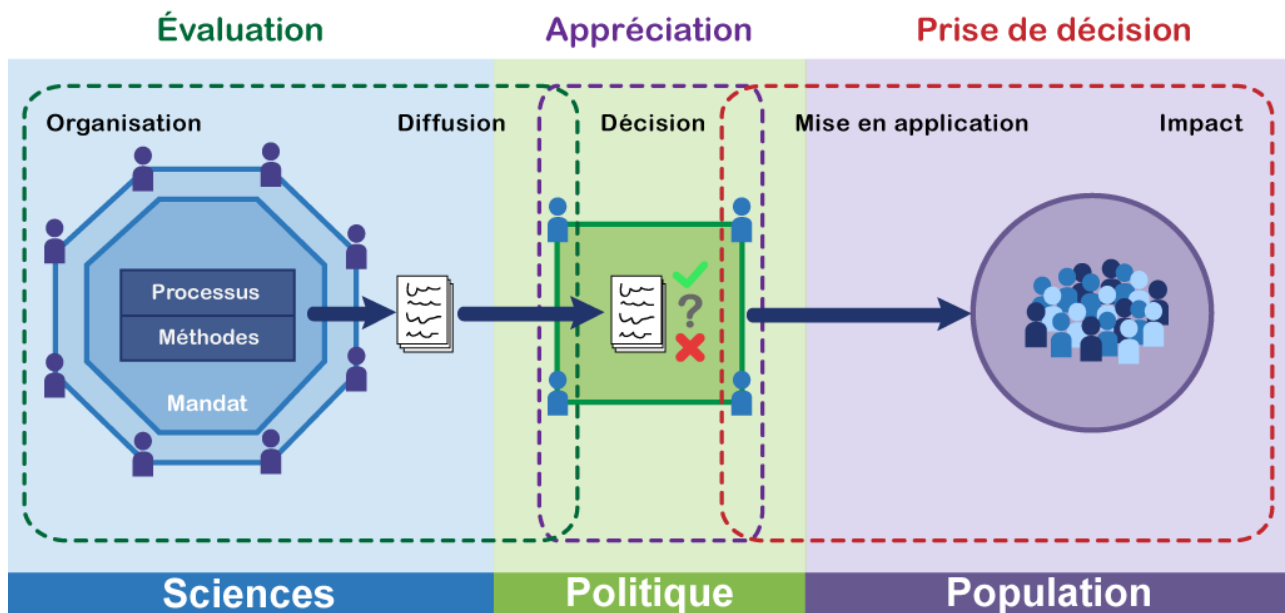 Évaluation
Appréciation
Prise de décision
Organisation
Diffusion
Décision
Mise en application
Impact
Processus
Méthodes
Mandat
?
Sciences
Politique
Population